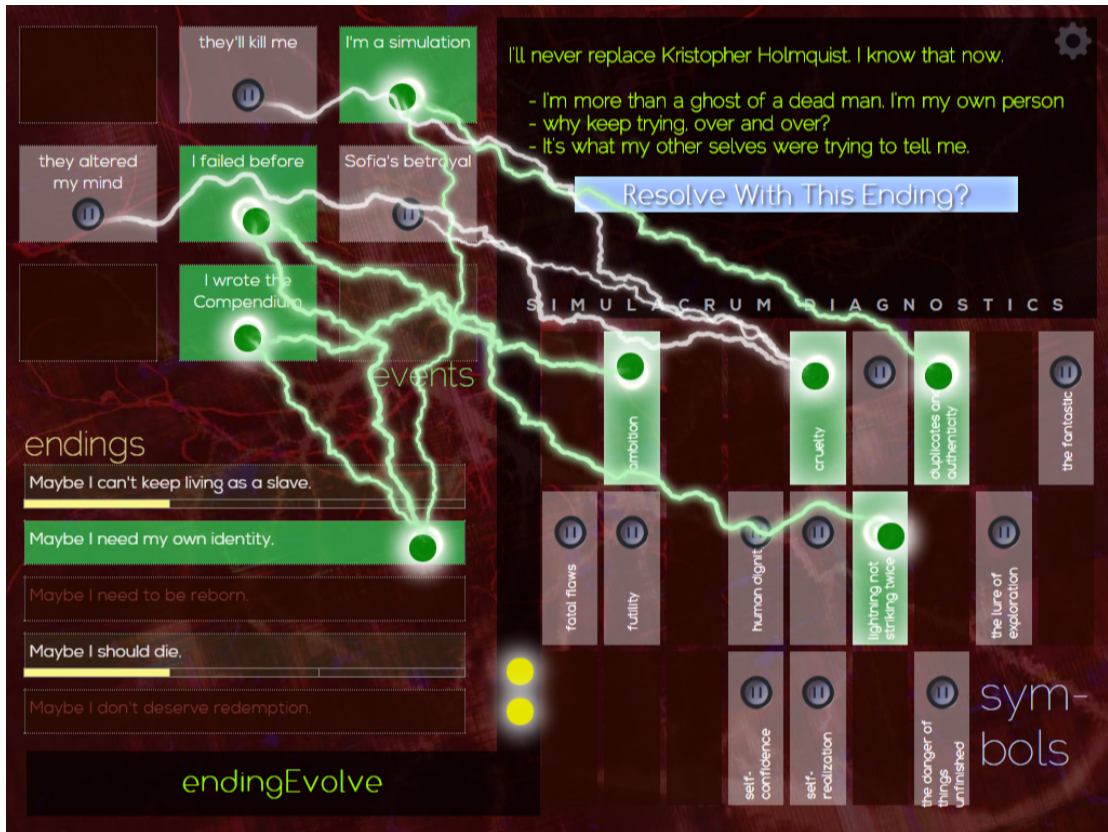 they'll kill me
I'm a simulation
they altered
my mind
I failed before
Sofia's betrayal
I wrote the
Compendium
events
endings
Maybe I can't keep living as a slave.
Maybe I need my own identity.
Maybe I need to be reborn.
Maybe I should die.
Maybe I don't deserve redemption.
endingEvolve
I'll never replace Kristopher Holmquist. I know that now.
- I'm more than a ghost of a dead man. I'm my own person
- why keep trying, over and over?
- It's what my other selves were trying to tell me.
Resolve With This Ending?
SIMULACRUM DIAGNOSTICS
ambition
cruelty
duplicates and
authenticity
the fantastic
fatal flaws
futility
human dignity
lightning not
striking twice
the lure of
exploration
self-
confidence
self-
realization
the danger of
things
unfinished
sym-
bols